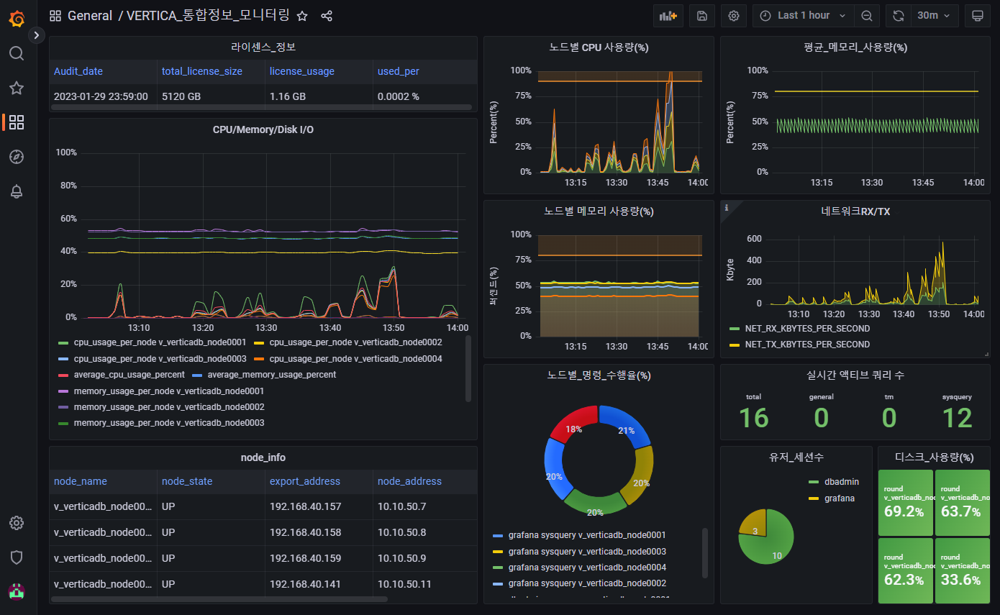 General / VERTICA_통합정보_모니터링
Last 1 hour
30m
라이센스_정보
Audit_date total_license_size license_usage used_per
2023-01-29 23:59:00 5120 GB 1.16 GB 0.0002 %
CPU/Memory/Disk I/O
100%
80%
60%
40%
20%
0%
13:10 13:20 13:30 13:40 13:50 14:00
cpu_usage_per_node v_verticadb_node0001 cpu_usage_per_node v_verticadb_node0002
cpu_usage_per_node v_verticadb_node0003 cpu_usage_per_node v_verticadb_node0004
average_cpu_usage_percent average_memory_usage_percent
memory_usage_per_node v_verticadb_node0001
memory_usage_per_node v_verticadb_node0002
memory_usage_per_node v_verticadb_node0003
node_info
node_name node_state export_address node_address
v_verticadb_node00... UP 192.168.40.157 10.10.50.7
v_verticadb_node00... UP 192.168.40.158 10.10.50.8
v_verticadb_node00... UP 192.168.40.159 10.10.50.9
v_verticadb_node00... UP 192.168.40.141 10.10.50.11
노드별 CPU 사용량(%)
Percent(%)
100%
75%
50%
25%
0%
13:15 13:30 13:45 14:00
노드별 메모리 사용량(%)
퍼센트(%)
100%
75%
50%
25%
0%
13:15 13:30 13:45 14:00
노드별_명령_수행율(%)
18% 21%
20% 20%
20%
grafana sysquery v_verticadb_node0001
grafana sysquery v_verticadb_node0003
grafana sysquery v_verticadb_node0004
grafana sysquery v_verticadb_node0002
평균_메모리_사용량(%)
Percent(%)
100%
75%
50%
25%
0%
13:15 13:30 13:45 14:00
네트워크RX/TX
Kbyte
600
400
200
0
13:10 13:20 13:30 13:40 13:50 14:00
NET_RX_KBYTES_PER_SECOND
NET_TX_KBYTES_PER_SECOND
실시간 액티브 쿼리 수
total general tm sysquery
16 0 0 12
유저_세션수
dbadmin
grafana
3
10
디스크_사용량(%)
round round
v_verticadb_no v_verticadb_no
69.2% 63.7%
round round
v_verticadb_no v_verticadb_no
62.3% 33.6%